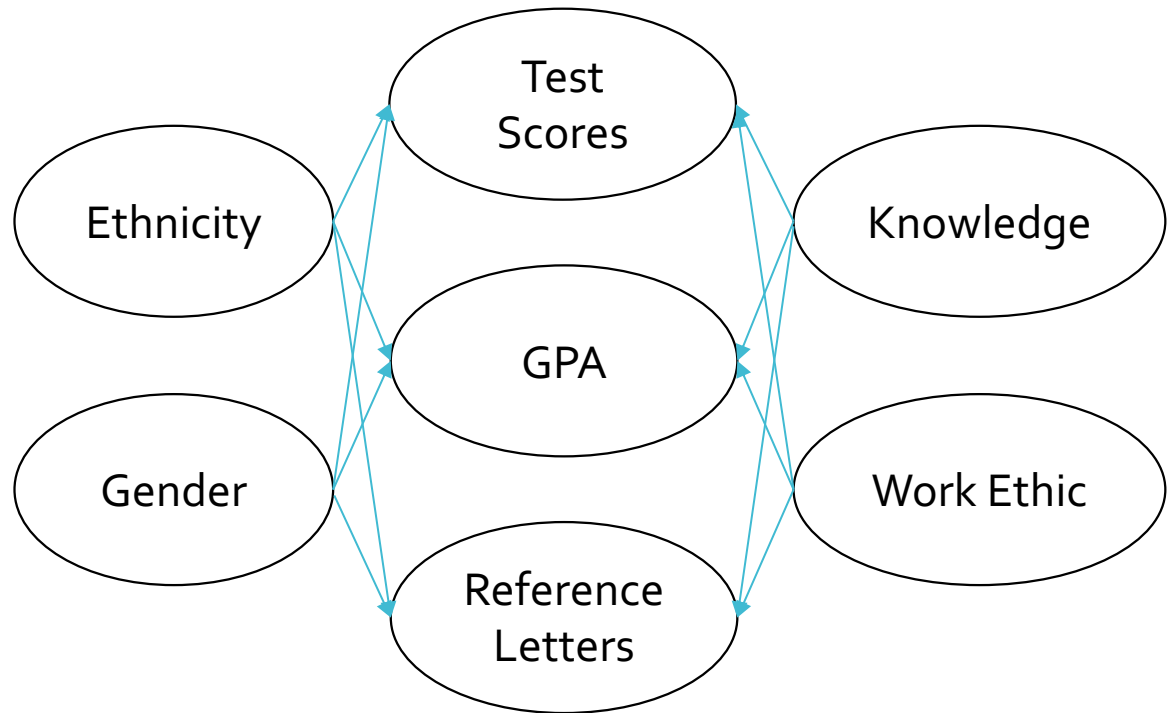 Test
Scores
Ethnicity
Knowledge
GPA
Gender
Work Ethic
Reference
Letters